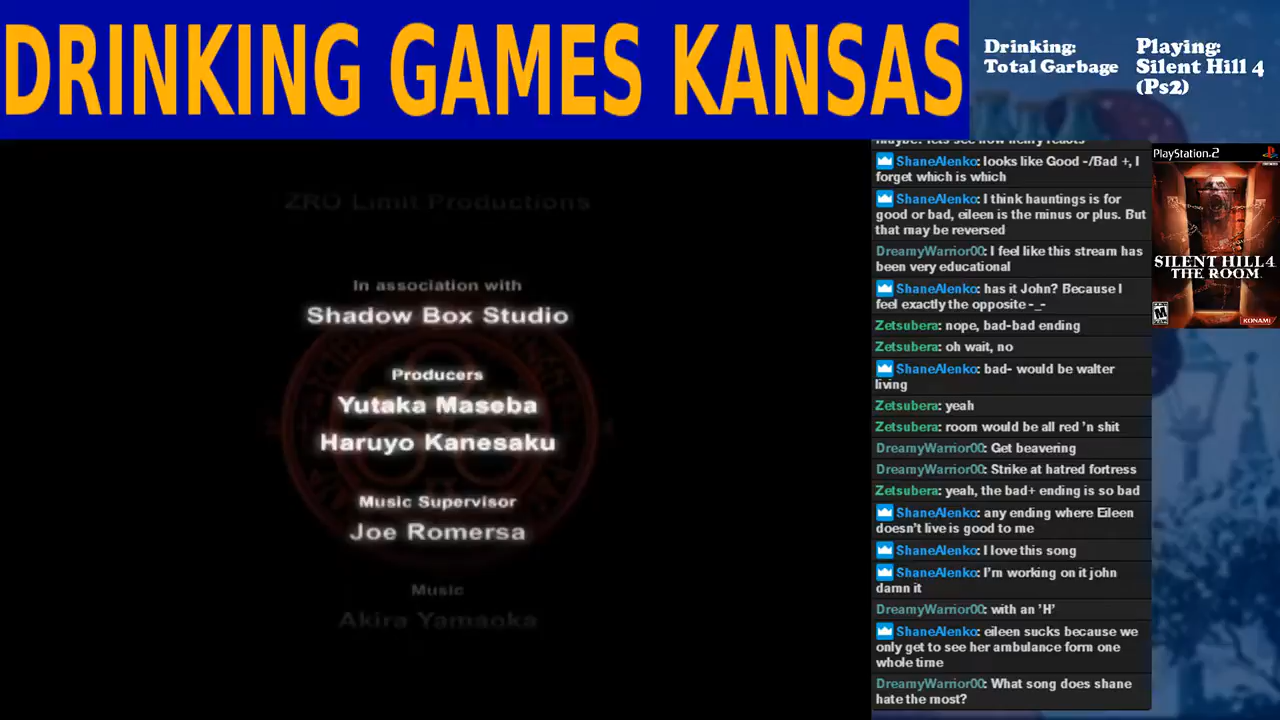 DRINKING GAMES KANSAS
Drinking:
Total Garbage
Playing:
Silent Hill 4
(Ps2)
ZRO Limit Productions
In association with
Shadow Box Studio
Producers
Yutaka Maseba
Haruyo Kanesaku
Music Supervisor
Joe Romersa
Music
Akira Yamaoka
ShaneAlenko: looks like Good -/Bad +, I
forget which is which
ShaneAlenko: I think hauntings is for
good or bad, eileen is the minus or plus. But
that may be reversed
DreamyWarrior00: I feel like this stream has
been very educational
ShaneAlenko: has it John? Because I
feel exactly the opposite -_-
Zetsubera: nope, bad-bad ending
Zetsubera: oh wait, no
ShaneAlenko: bad- would be walter
living
Zetsubera: yeah
Zetsubera: room would be all red 'n shit
DreamyWarrior00: Get beavering
DreamyWarrior00: Strike at hatred fortress
Zetsubera: yeah, the bad+ ending is so bad
ShaneAlenko: any ending where Eileen
doesn't live is good to me
ShaneAlenko: I love this song
ShaneAlenko: I'm working on it john
damn it
DreamyWarrior00: with an 'H'
ShaneAlenko: eileen sucks because we
only get to see her ambulance form one
whole time
DreamyWarrior00: What song does shane
hate the most?
PlayStation.2
SILENT HILL 4
THE ROOM
M
KONAMI